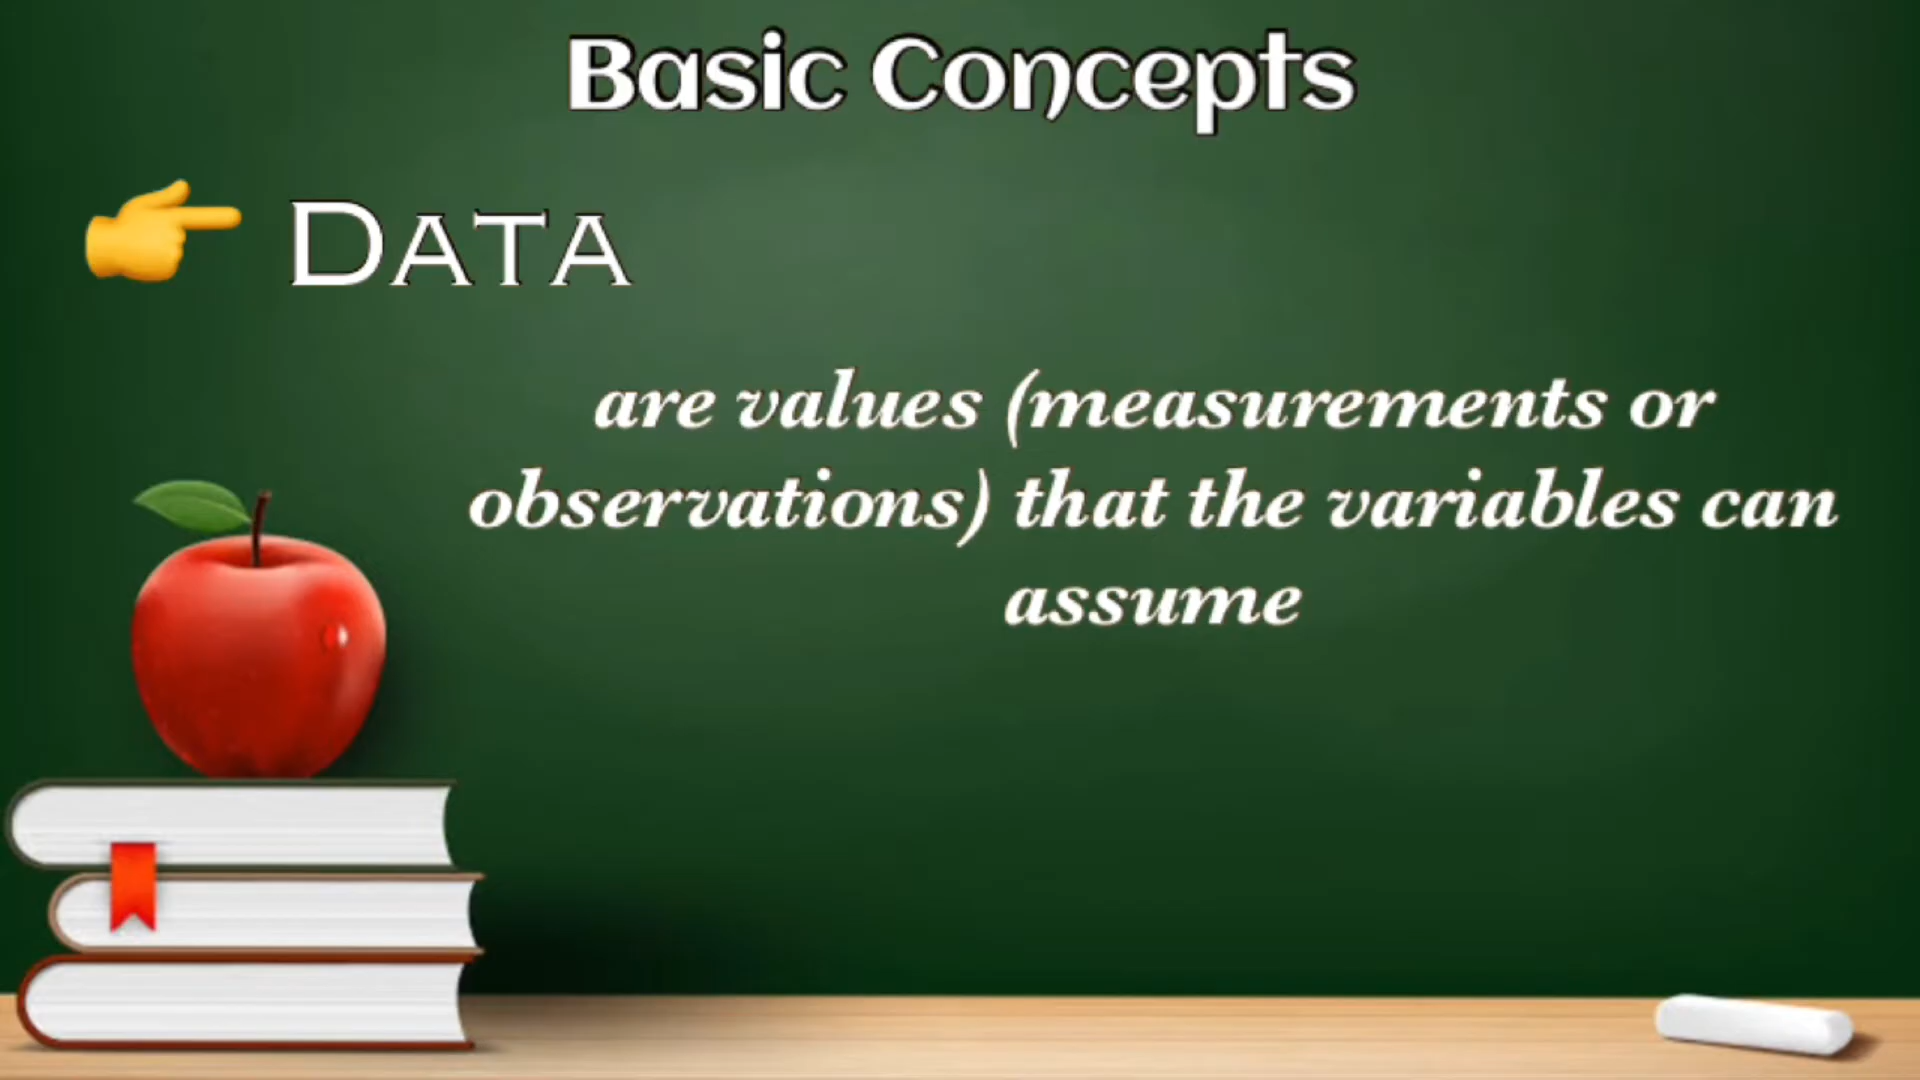 Basic Concepts
DATA
are values (measurements or
observations) that the variables can
assume